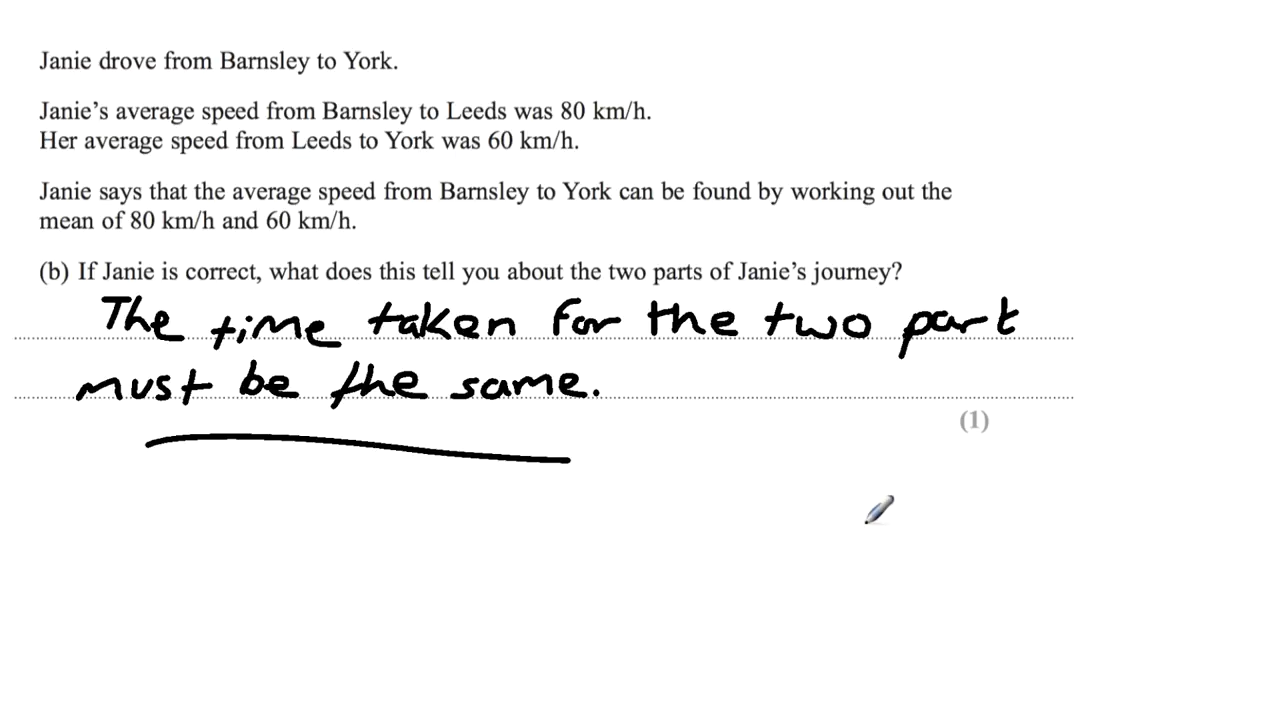 Janie drove from Barnsley to York.
Janie’s average speed from Barnsley to Leeds was 80 km/h.
Her average speed from Leeds to York was 60 km/h.
Janie says that the average speed from Barnsley to York can be found by working out the
mean of 80 km/h and 60 km/h.
(b) If Janie is correct, what does this tell you about the two parts of Janie’s journey?
The time taken for the two part
must be the same.
(1)